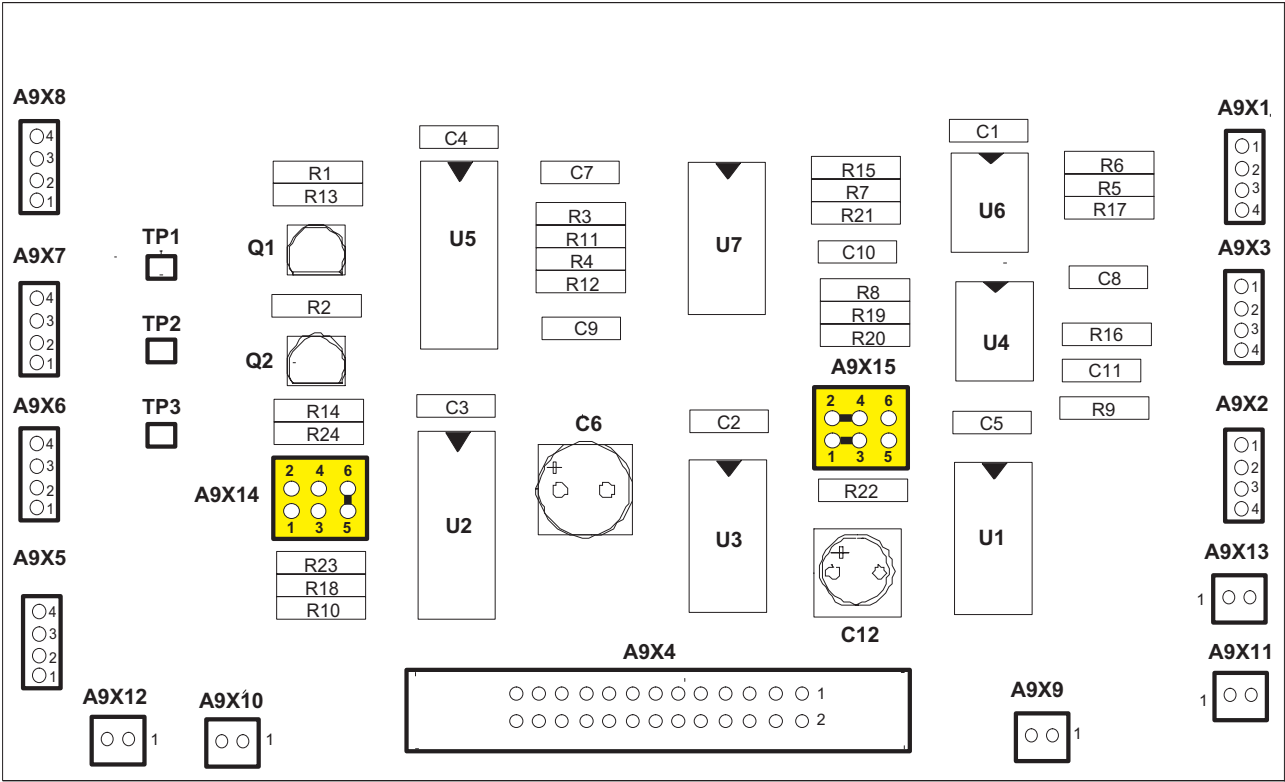 A9X8
4
3
2
1
A9X7
4
3
2
1
A9X6
4
3
2
1
A9X5
4
3
2
1
TP1
TP2
TP3
R1
R13
Q1
R2
Q2
R14
R24
A9X14
2 4 6
1 3 5
R23
R18
R10
C4
U5
C3
U2
C7
R3
R11
R4
R12
C9
C6
U7
C2
U3
R15
R7
R21
C10
R8
R19
R20
A9X15
2 4 6
1 3 5
R22
C12
C1
U6
U4
C5
U1
R6
R5
R17
C8
R16
C11
R9
A9X1
1
2
3
4
A9X3
1
2
3
4
A9X2
1
2
3
4
A9X13
1
A9X11
1
A9X12
1
A9X10
1
A9X4
1
2
A9X9
1